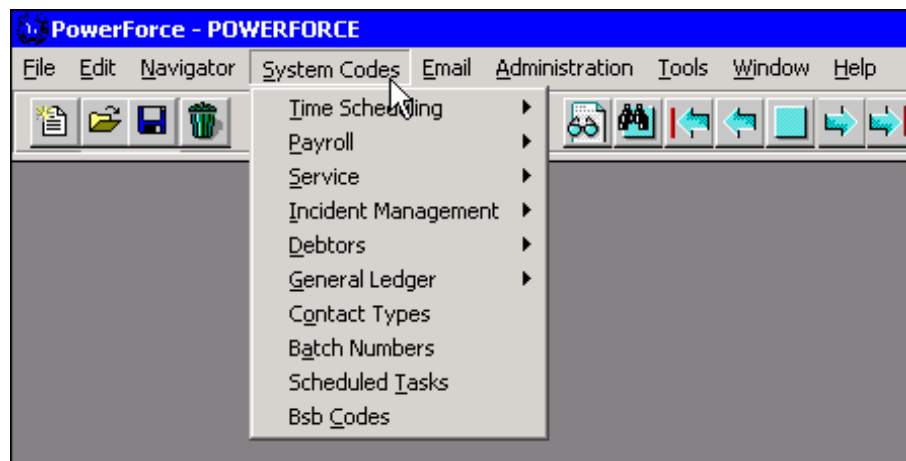 PowerForce - POWERFORCE
File Edit Navigator System Codes Email Administration Tools Window Help
Time Scheduling
Payroll
Service
Incident Management
Debtors
General Ledger
Contact Types
Batch Numbers
Scheduled Tasks
Bsb Codes